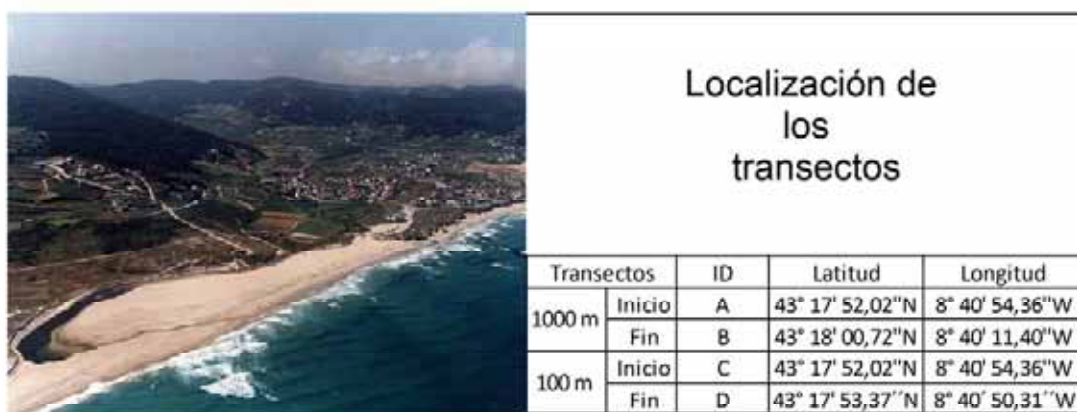 Localización de
los
transectos
Transectos ID Latitud Longitud
1000 m Inicio A 43° 17' 52,02"N 8° 40' 54,36"W
Fin B 43° 18' 00,72"N 8° 40' 11,40"W
100 m Inicio C 43° 17' 52,02"N 8° 40' 54,36"W
Fin D 43° 17' 53,37´´N 8° 40´ 50,31´´W